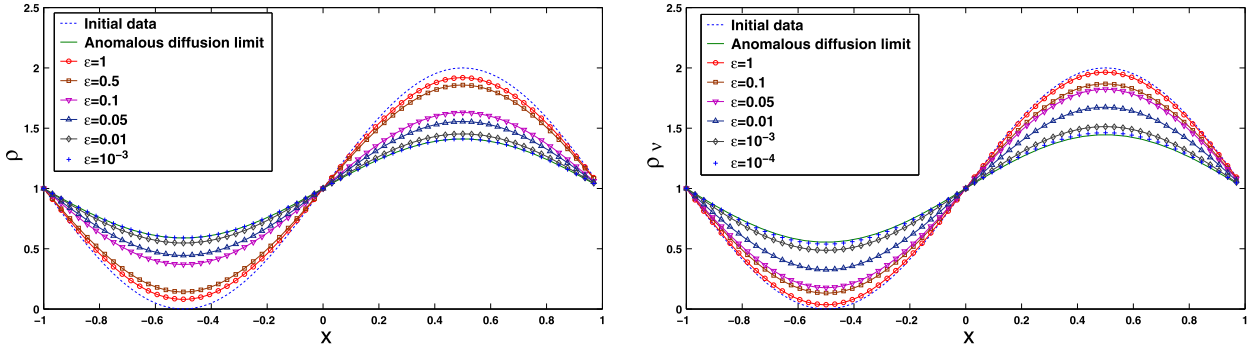 2.5
2
1.5
1
0.5
0
ρ
Initial data
Anomalous diffusion limit
ε=1
ε=0.5
ε=0.1
ε=0.05
ε=0.01
ε=10⁻³
−1 −0.8 −0.6 −0.4 −0.2 0 0.2 0.4 0.6 0.8 1
x
2.5
2
1.5
1
0.5
0
ρ ν
Initial data
Anomalous diffusion limit
ε=1
ε=0.1
ε=0.05
ε=0.01
ε=10⁻³
ε=10⁻⁴
−1 −0.8 −0.6 −0.4 −0.2 0 0.2 0.4 0.6 0.8 1
x